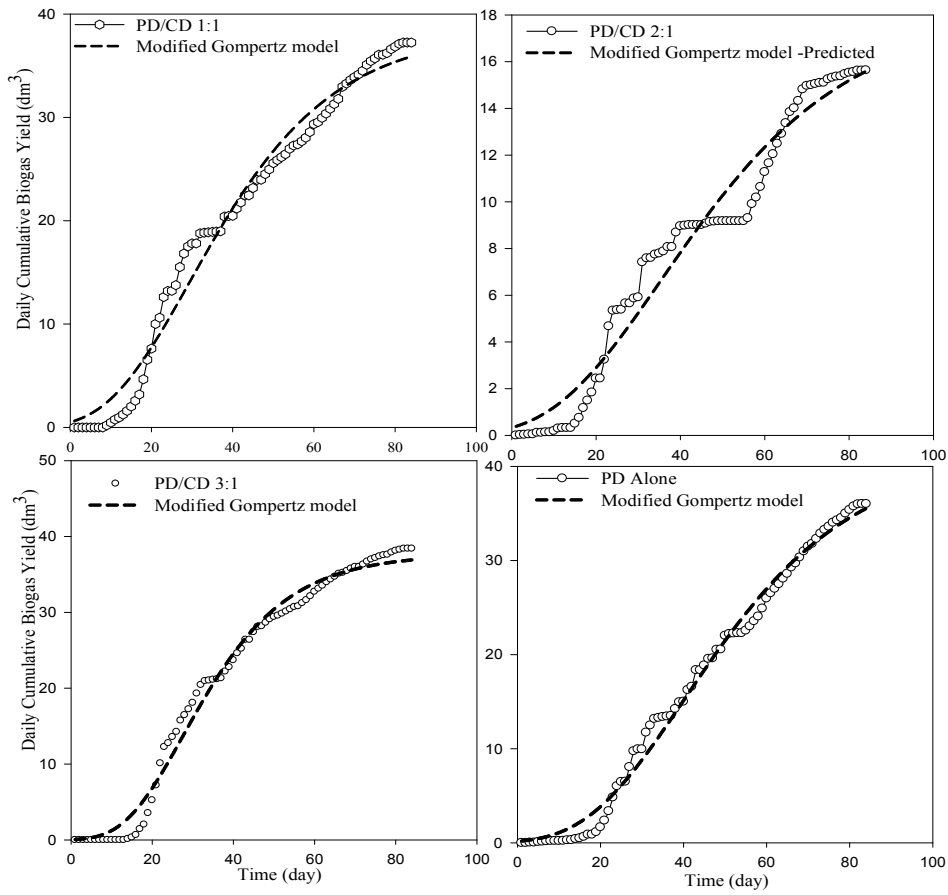 PD/CD 1:1
Modified Gompertz model
Daily Cumulative Biogas Yield (dm3)
40
30
20
10
0
0 20 40 60 80 100
PD/CD 2:1
Modified Gompertz model -Predicted
18
16
14
12
10
8
6
4
2
0
0 20 40 60 80 100
PD/CD 3:1
Modified Gompertz model
Daily Cumulative Biogas Yield (dm3)
50
40
30
20
10
0
0 20 40 60 80 100
Time (day)
PD Alone
Modified Gompertz model
40
30
20
10
0
0 20 40 60 80 100
Time (day)